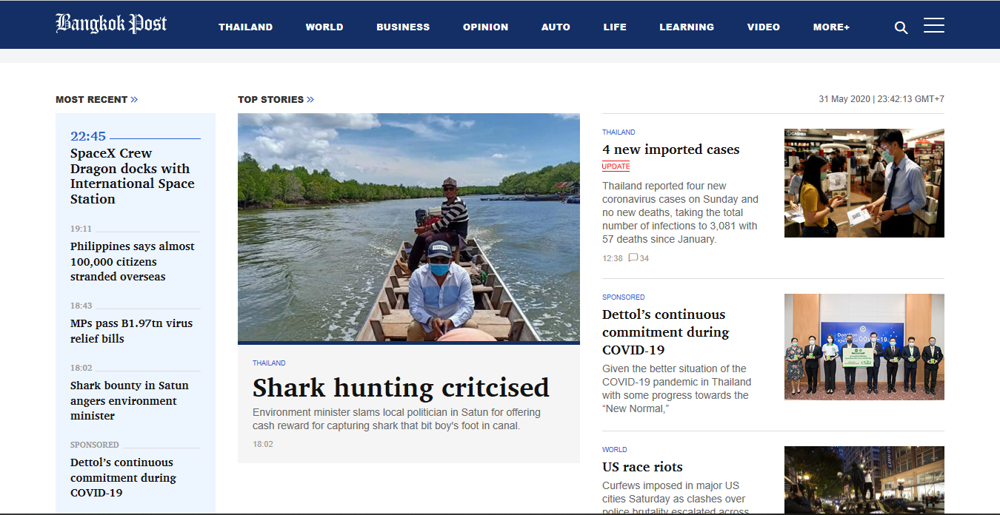 Bangkok Post
THAILAND
WORLD
BUSINESS
OPINION
AUTO
LIFE
LEARNING
VIDEO
MORE+
MOST RECENT »
22:45
SpaceX Crew
Dragon docks with
International Space
Station
19:11
Philippines says almost
100,000 citizens
stranded overseas
18:43
MPs pass B1.97tn virus
relief bills
18:02
Shark bounty in Satun
angers environment
minister
SPONSORED
Dettol’s continuous
commitment during
COVID-19
TOP STORIES »
THAILAND
Shark hunting critcised
Environment minister slams local politician in Satun for offering
cash reward for capturing shark that bit boy's foot in canal.
18:02
31 May 2020 | 23:42:13 GMT+7
THAILAND
4 new imported cases
UPDATE
Thailand reported four new
coronavirus cases on Sunday and
no new deaths, taking the total
number of infections to 3,081 with
57 deaths since January.
12:38 34
CASHIER
SPONSORED
Dettol’s continuous
commitment during
COVID-19
Given the better situation of the
COVID-19 pandemic in Thailand
with some progress towards the
“New Normal,”
Donation
COVID-19
WORLD
US race riots
Curfews imposed in major US
cities Saturday as clashes over
police brutality escalated across